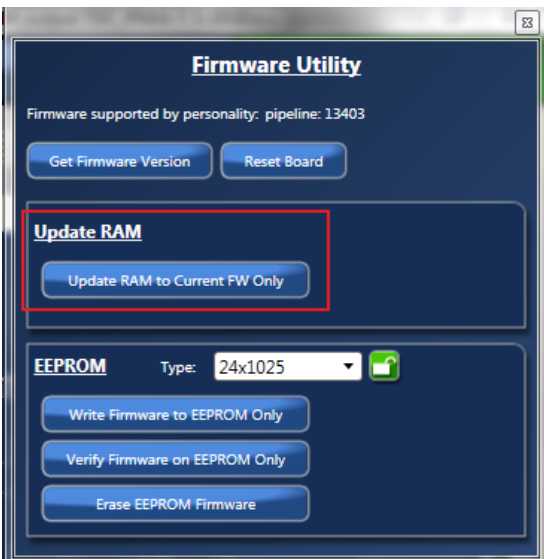 Firmware Utility
Firmware supported by personality: pipeline: 13403
Get Firmware Version Reset Board
Update RAM
Update RAM to Current FW Only
EEPROM Type: 24x1025
Write Firmware to EEPROM Only
Verify Firmware on EEPROM Only
Erase EEPROM Firmware